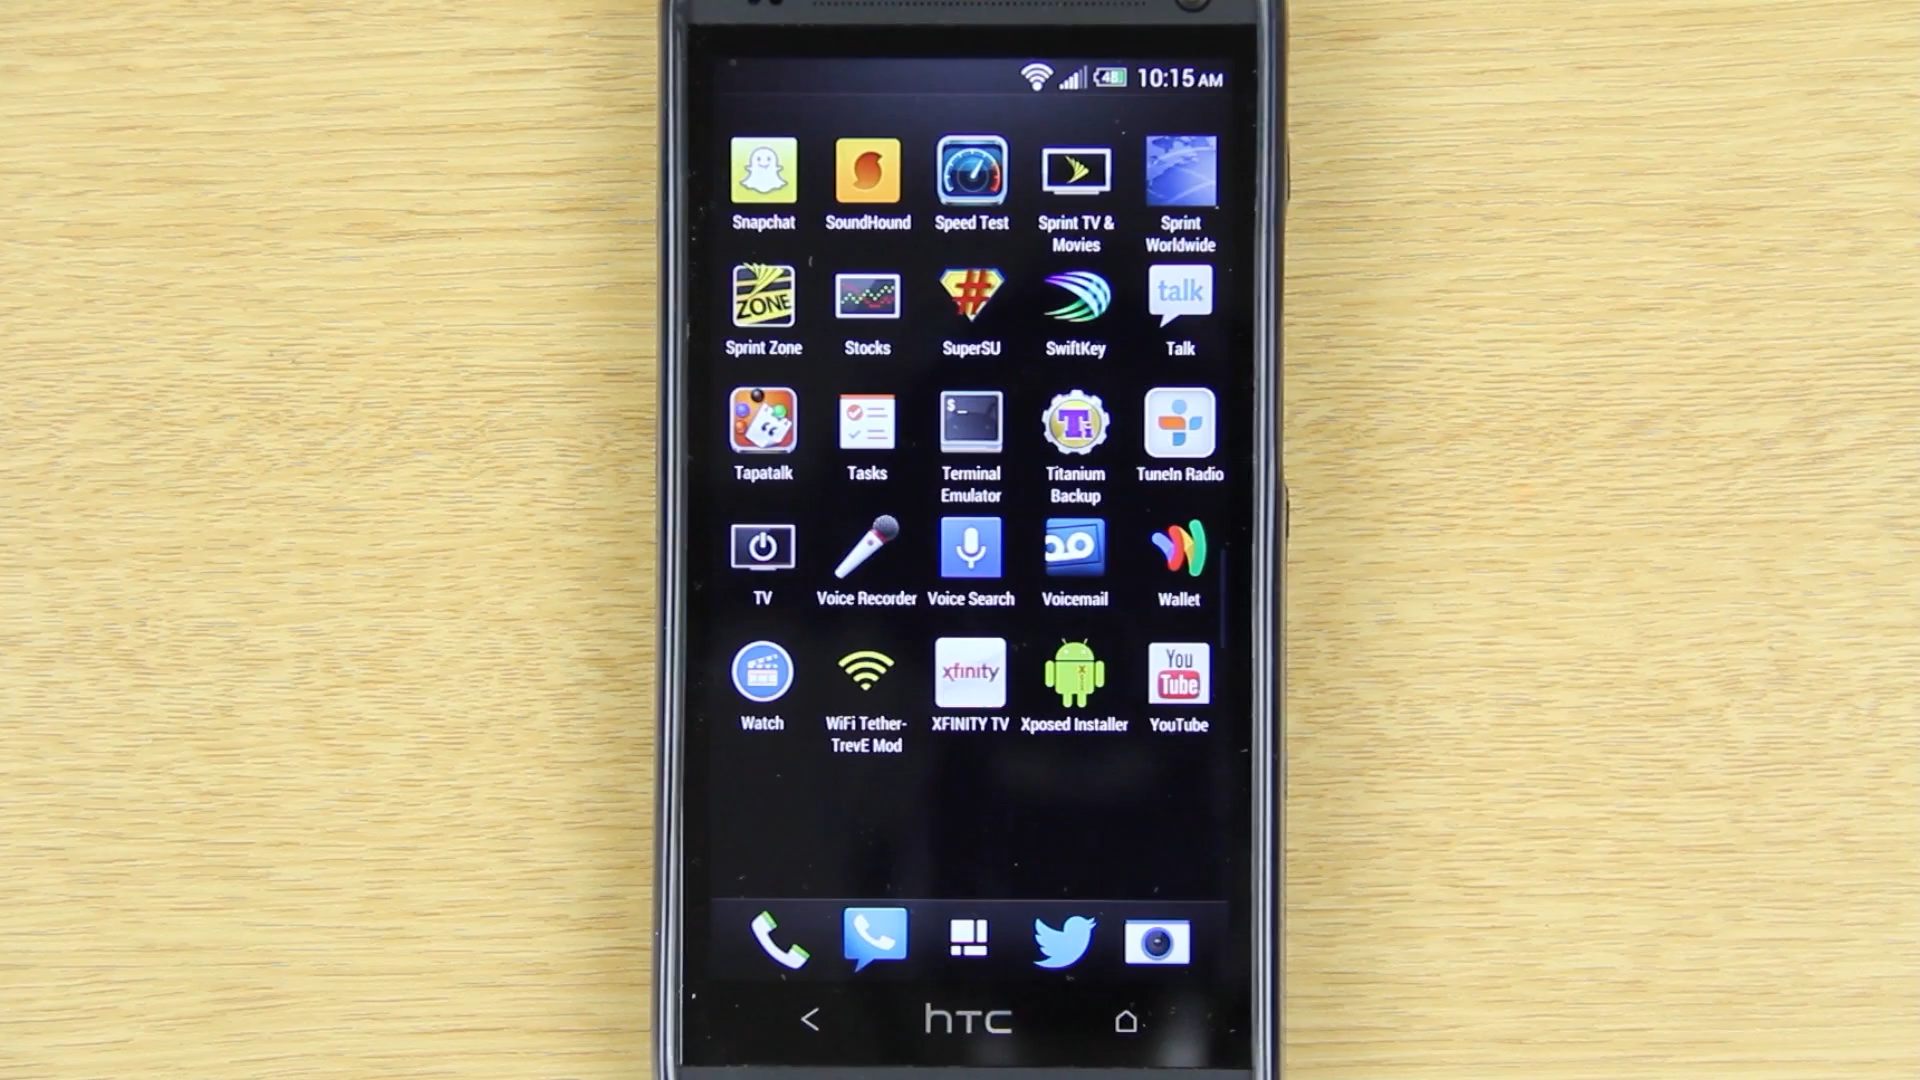 48 10:15 AM
Snapchat SoundHound Speed Test Sprint TV & Movies Sprint Worldwide
ZONE talk
Sprint Zone Stocks SuperSU SwiftKey Talk
$_ Ti
Tapatalk Tasks Terminal Emulator Titanium Backup TuneIn Radio
TV Voice Recorder Voice Search Voicemail Wallet
xfinity You Tube
Watch WiFi Tether-TrevE Mod XFINITY TV Xposed Installer YouTube
hTC